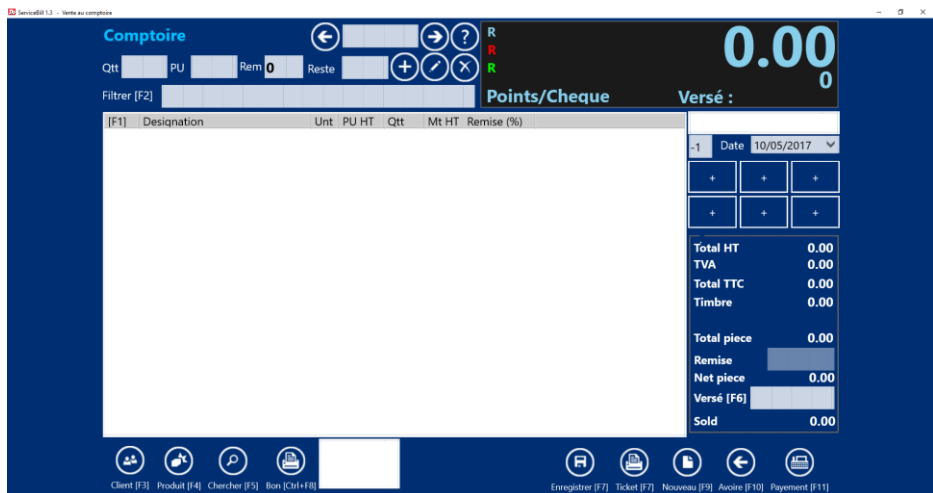 ServiceBill 1.3 - Vente au comptoire
Comptoire
?
R
R
R
0.00
0
Qtt PU Rem 0 Reste
Filtrer [F2]
Points/Cheque Versé :
[F1] Designation Unt PU HT Qtt Mt HT Remise (%)
-1 Date 10/05/2017
+ + +
+ + +
Total HT 0.00
TVA 0.00
Total TTC 0.00
Timbre 0.00
Total piece 0.00
Remise
Net piece 0.00
Versé [F6]
Sold 0.00
Client [F3] Produit [F4] Chercher [F5] Bon [Ctrl+F8] Enregistrer [F7] Ticket [F7] Nouveau [F9] Avoire [F10] Payement [F11]